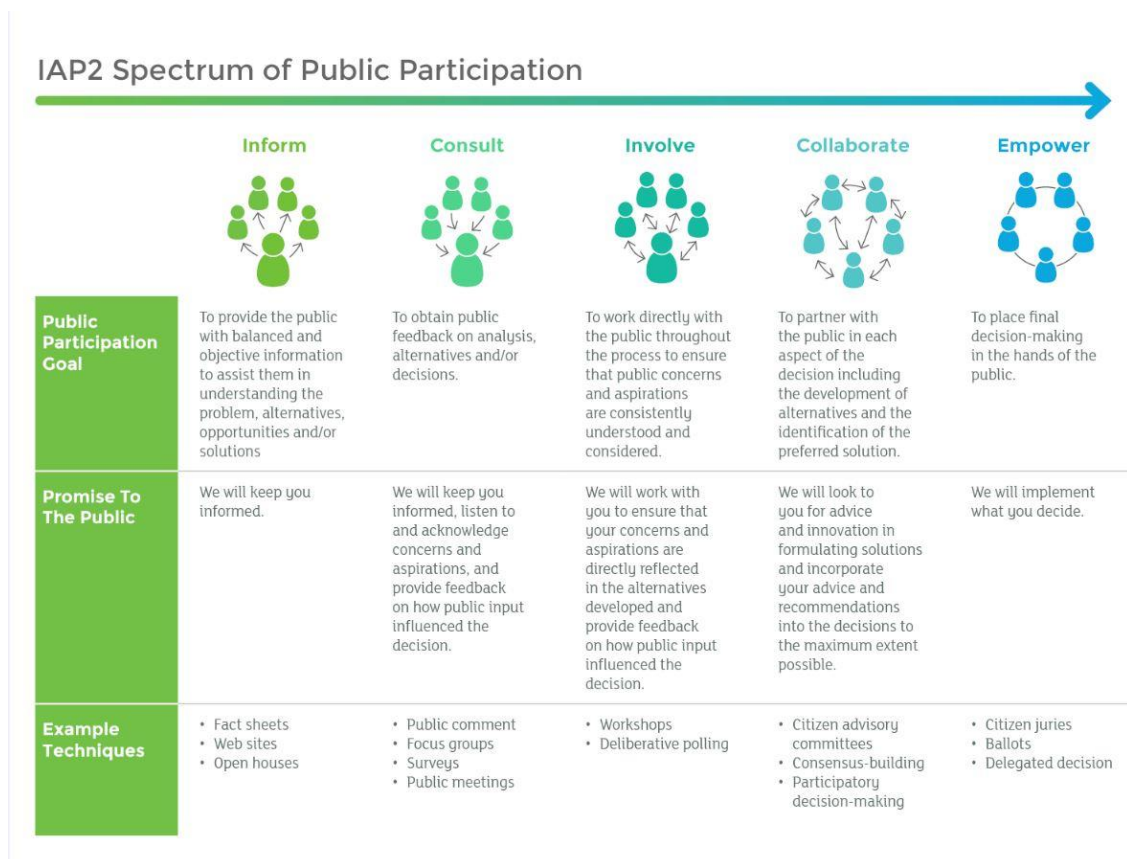 IAP2 Spectrum of Public Participation
Inform
Consult
Involve
Collaborate
Empower
Public
Participation
Goal
To provide the public
with balanced and
objective information
to assist them in
understanding the
problem, alternatives,
opportunities and/or
solutions
To obtain public
feedback on analysis,
alternatives and/or
decisions.
To work directly with
the public throughout
the process to ensure
that public concerns
and aspirations
are consistently
understood and
considered.
To partner with
the public in each
aspect of the
decision including
the development of
alternatives and the
identification of the
preferred solution.
To place final
decision-making
in the hands of the
public.
Promise To
The Public
We will keep you
informed.
We will keep you
informed, listen to
and acknowledge
concerns and
aspirations, and
provide feedback
on how public input
influenced the
decision.
We will work with
you to ensure that
your concerns and
aspirations are
directly reflected
in the alternatives
developed and
provide feedback
on how public input
influenced the
decision.
We will look to
you for advice
and innovation in
formulating solutions
and incorporate
your advice and
recommendations
into the decisions to
the maximum extent
possible.
We will implement
what you decide.
Example
Techniques
• Fact sheets
• Web sites
• Open houses
• Public comment
• Focus groups
• Surveys
• Public meetings
• Workshops
• Deliberative polling
• Citizen advisory
committees
• Consensus-building
• Participatory
decision-making
• Citizen juries
• Ballots
• Delegated decision